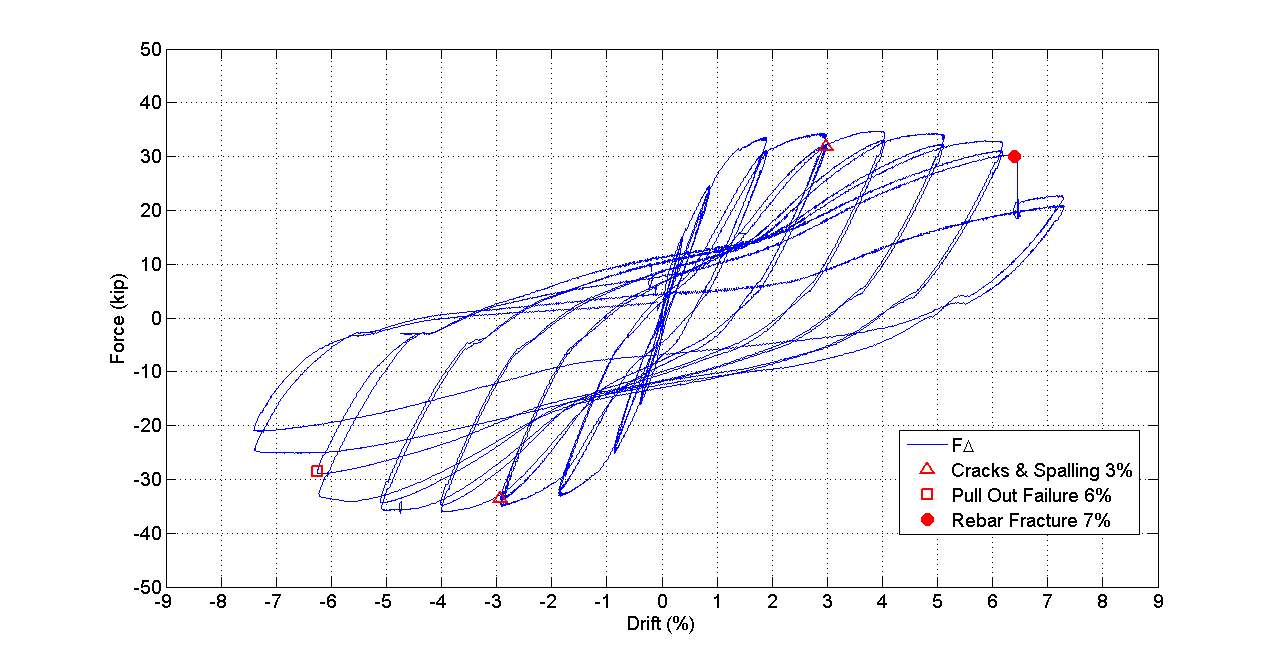 50
40
30
20
10
0
-10
-20
-30
-40
-50
Force (kip)
-9 -8 -7 -6 -5 -4 -3 -2 -1 0 1 2 3 4 5 6 7 8 9
Drift (%)
FΔ
Cracks & Spalling 3%
Pull Out Failure 6%
Rebar Fracture 7%